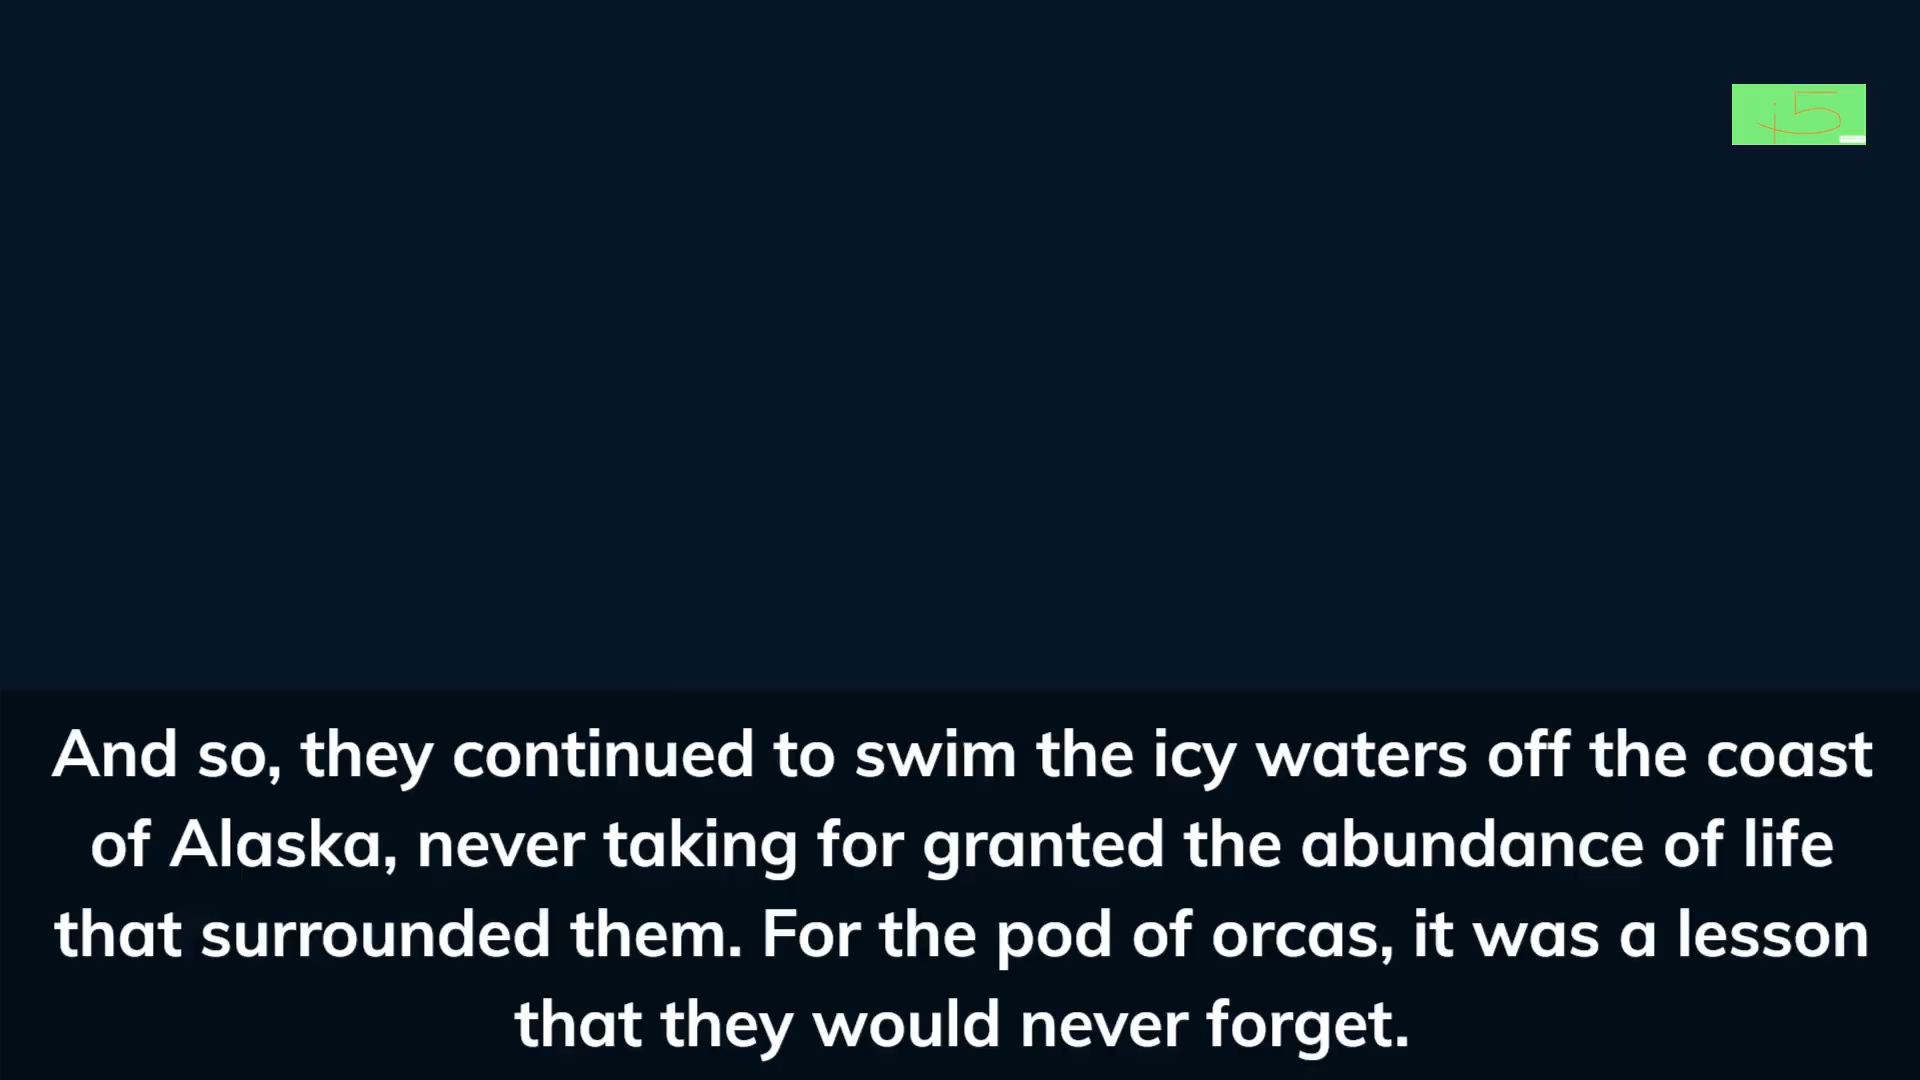 i5
And so, they continued to swim the icy waters off the coast
of Alaska, never taking for granted the abundance of life
that surrounded them. For the pod of orcas, it was a lesson
that they would never forget.